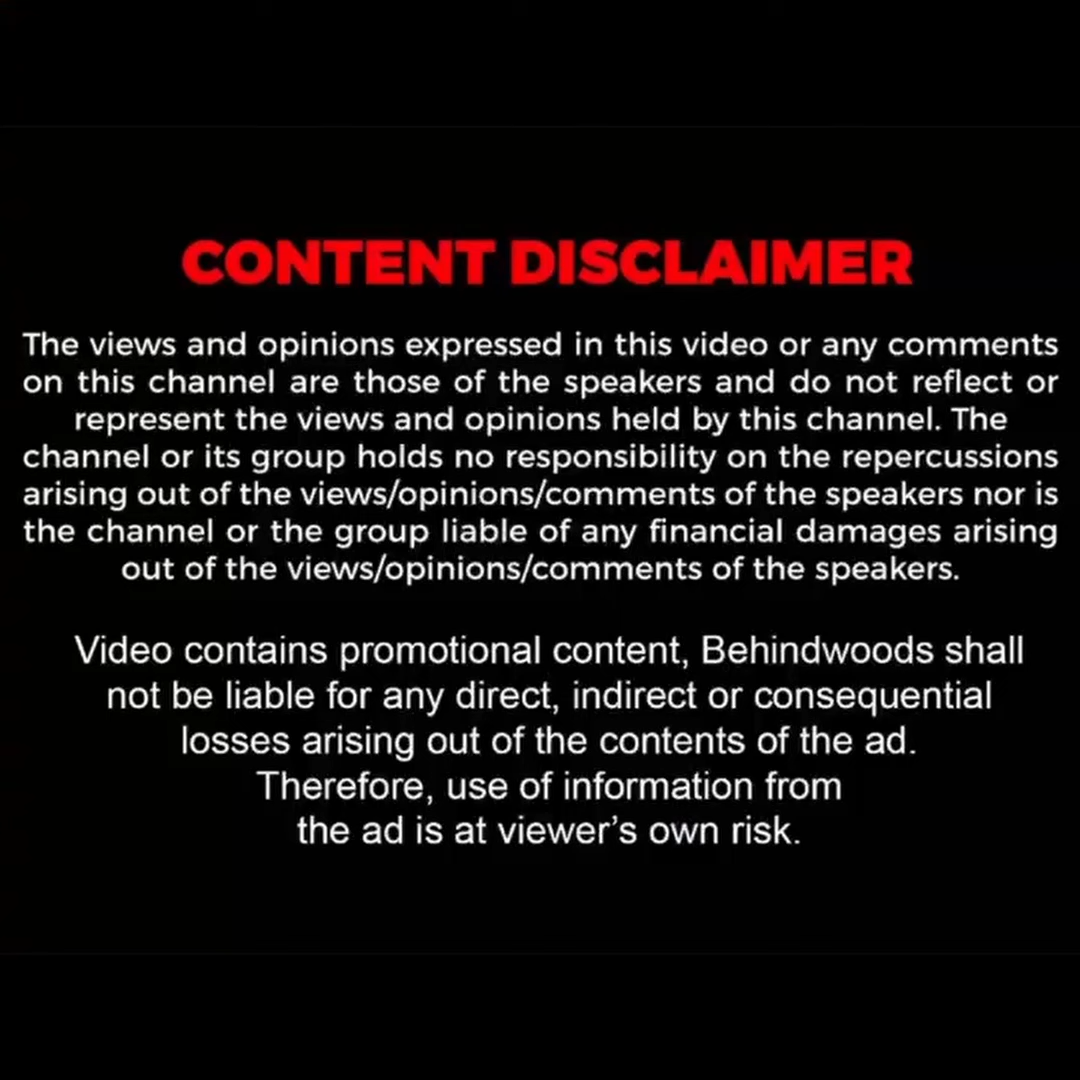 CONTENT DISCLAIMER
The views and opinions expressed in this video or any comments
on this channel are those of the speakers and do not reflect or
represent the views and opinions held by this channel. The
channel or its group holds no responsibility on the repercussions
arising out of the views/opinions/comments of the speakers nor is
the channel or the group liable of any financial damages arising
out of the views/opinions/comments of the speakers.
Video contains promotional content, Behindwoods shall
not be liable for any direct, indirect or consequential
losses arising out of the contents of the ad.
Therefore, use of information from
the ad is at viewer’s own risk.